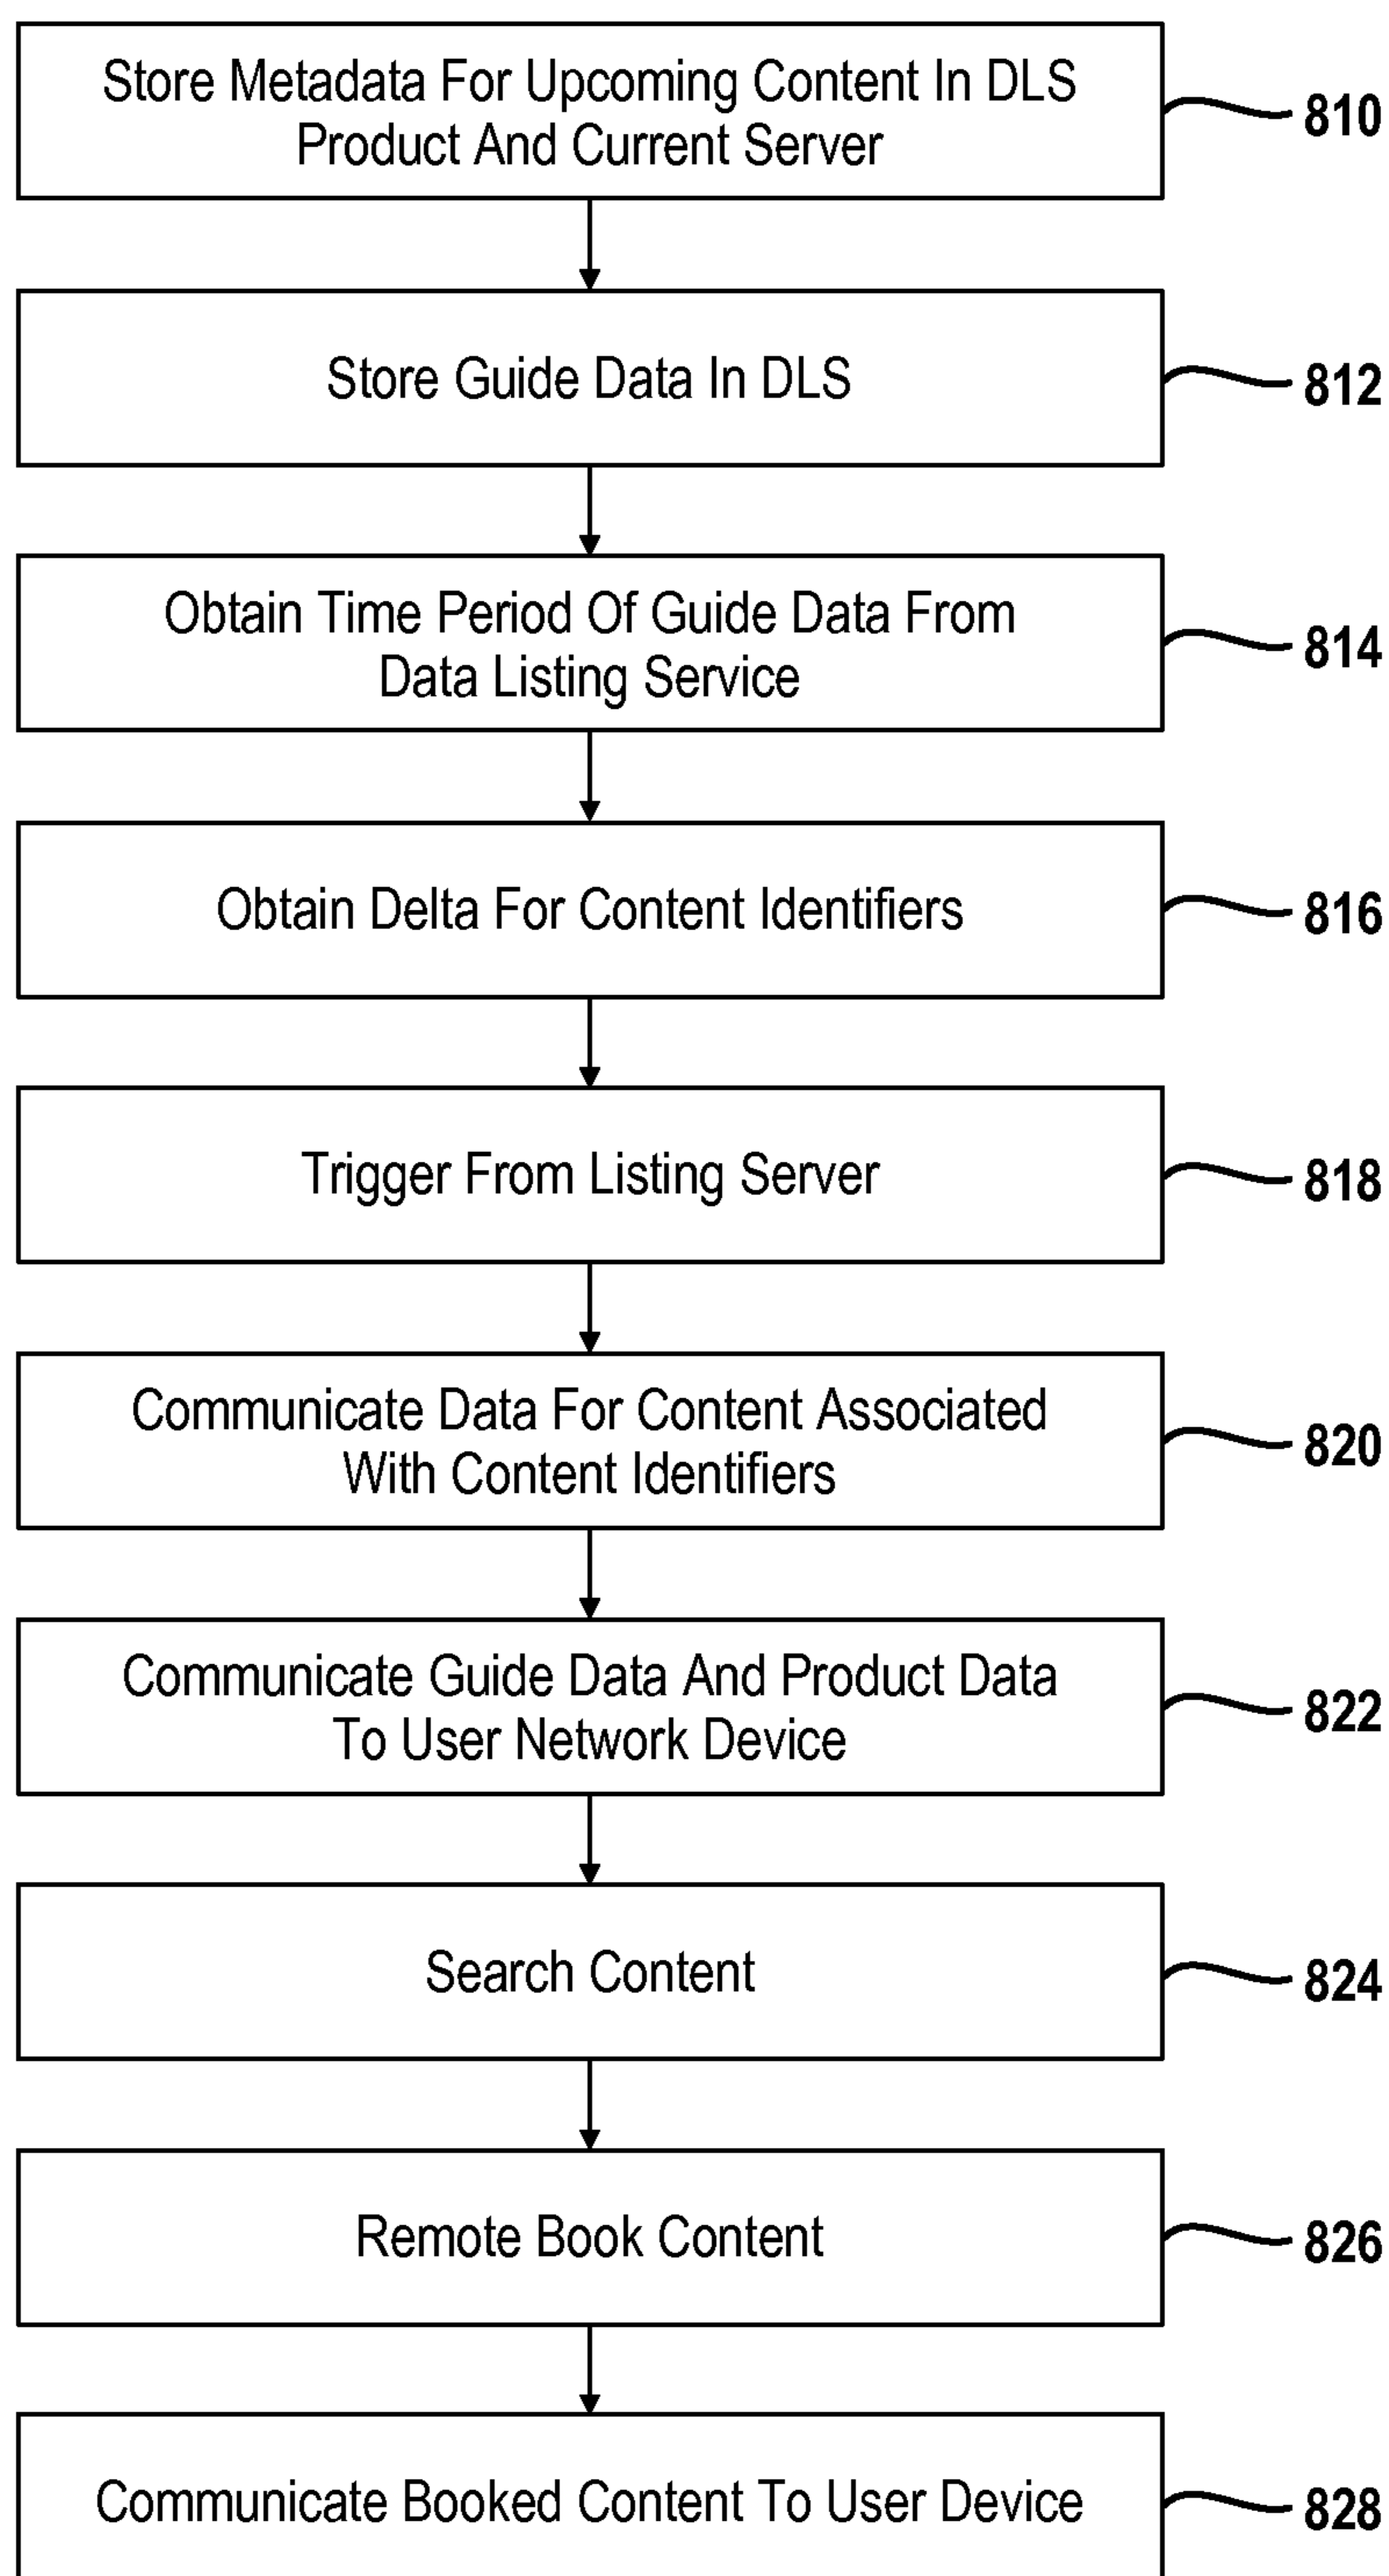 Store Metadata For Upcoming Content In DLS
Product And Current Server
810
Store Guide Data In DLS
812
Obtain Time Period Of Guide Data From
Data Listing Service
814
Obtain Delta For Content Identifiers
816
Trigger From Listing Server
818
Communicate Data For Content Associated
With Content Identifiers
820
Communicate Guide Data And Product Data
To User Network Device
822
Search Content
824
Remote Book Content
826
Communicate Booked Content To User Device
828